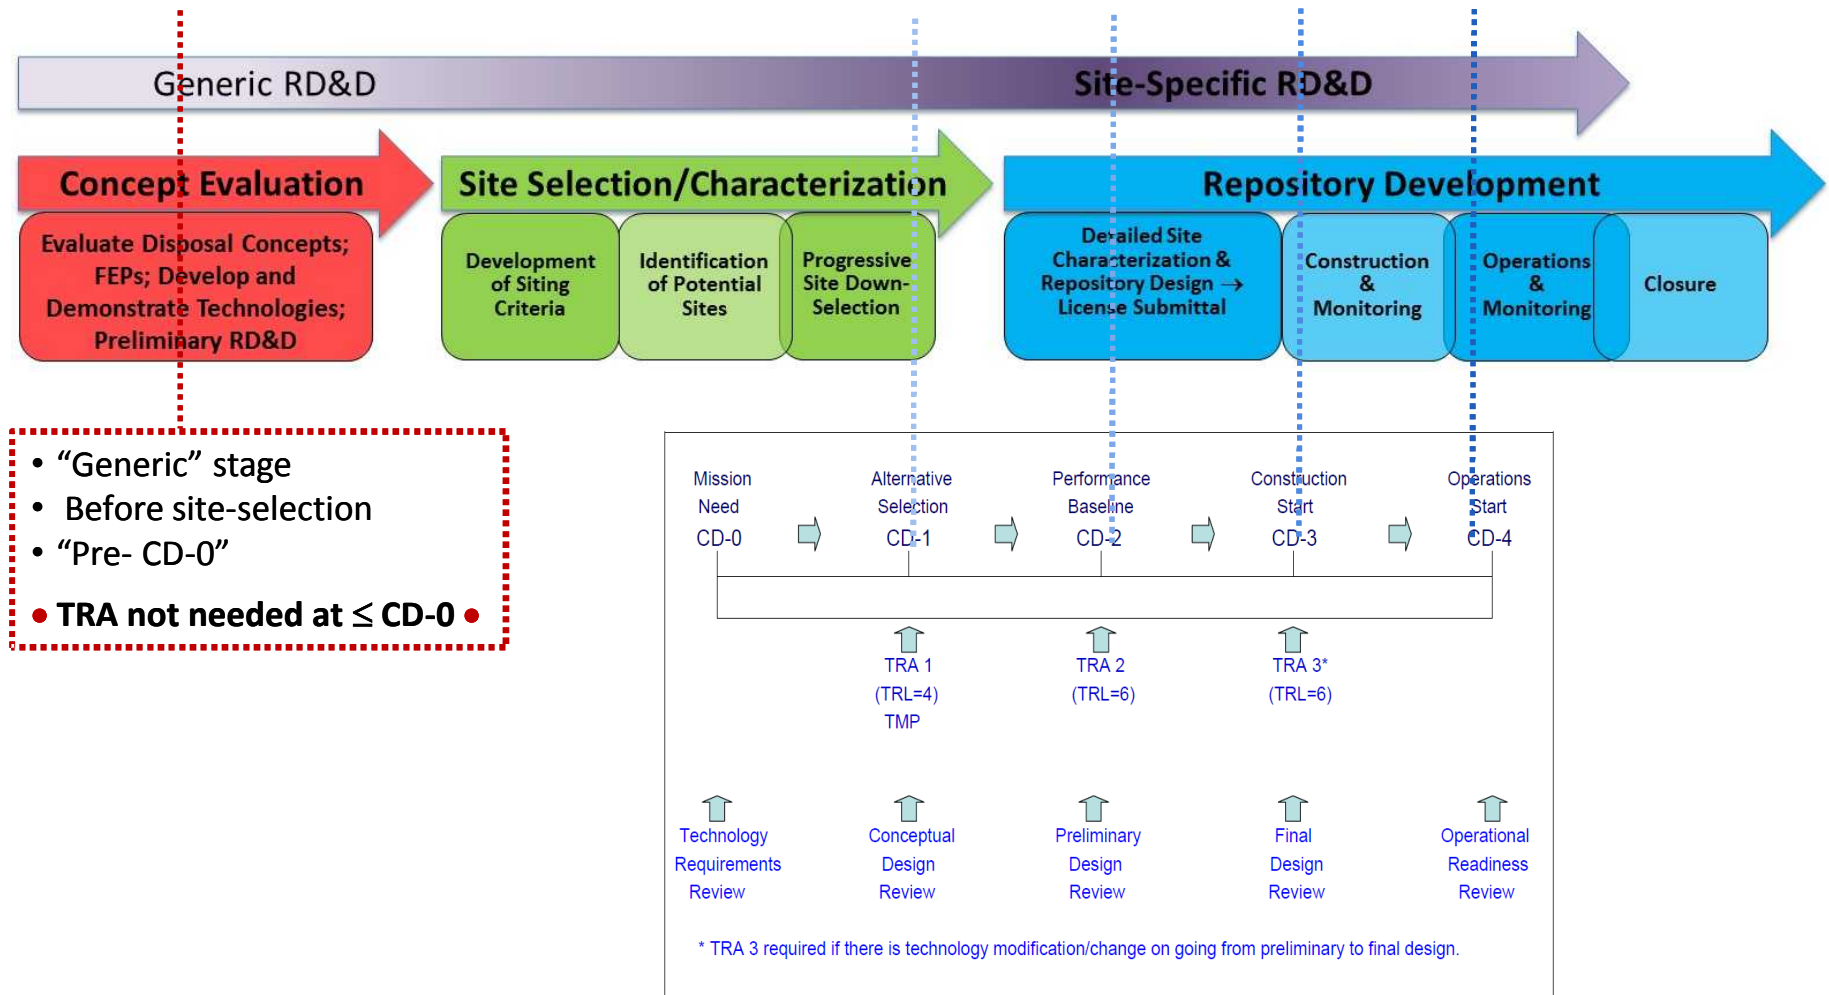 Generic RD&D
Site-Specific RD&D
Concept Evaluation
Evaluate Disposal Concepts;
FEPs; Develop and
Demonstrate Technologies;
Preliminary RD&D
Site Selection/Characterization
Development
of Siting
Criteria
Identification
of Potential
Sites
Progressive
Site Down-
Selection
Repository Development
Detailed Site
Characterization &
Repository Design →
License Submittal
Construction
&
Monitoring
Operations
&
Monitoring
Closure
• “Generic” stage
• Before site-selection
• “Pre- CD-0”
• TRA not needed at ≤ CD-0 •
Mission
Need
CD-0
Alternative
Selection
CD-1
Performance
Baseline
CD-2
Construction
Start
CD-3
Operations
Start
CD-4
TRA 1
(TRL=4)
TMP
TRA 2
(TRL=6)
TRA 3*
(TRL=6)
Technology
Requirements
Review
Conceptual
Design
Review
Preliminary
Design
Review
Final
Design
Review
Operational
Readiness
Review
* TRA 3 required if there is technology modification/change on going from preliminary to final design.